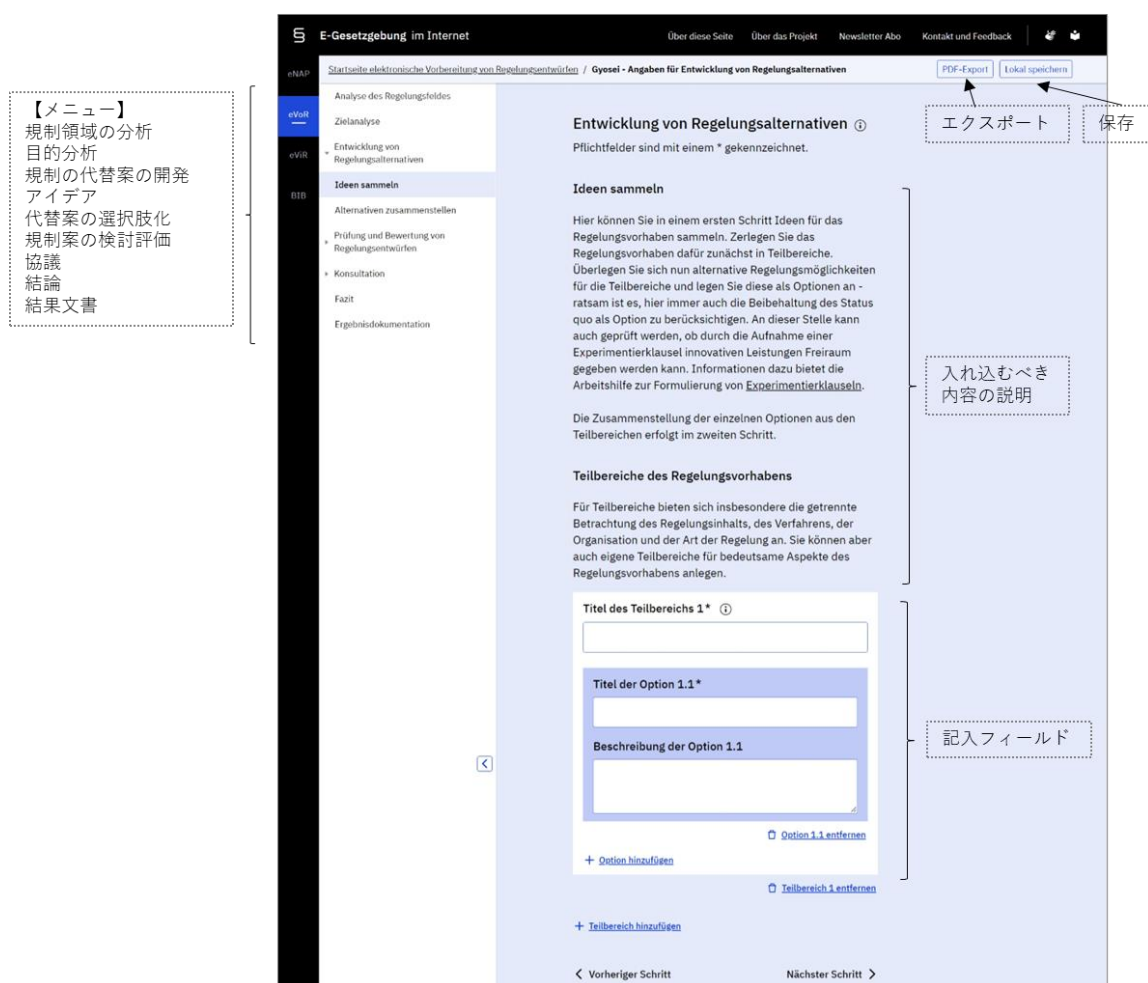 E-Gesetzgebung im Internet
Über diese Seite
Über das Projekt
Newsletter Abo
Kontakt und Feedback
eNAP
eVoR
eViR
BIB
Startseite elektronische Vorbereitung von Regelungsentwürfen / Gyosei - Angaben für Entwicklung von Regelungsalternativen
PDF-Export
Lokal speichern
【メニュー】
規制領域の分析
目的分析
規制の代替案の開発
アイデア
代替案の選択肢化
規制案の検討評価
協議
結論
結果文書
Analyse des Regelungsfeldes
Zielanalyse
Entwicklung von
Regelungsalternativen
Ideen sammeln
Alternativen zusammenstellen
Prüfung und Bewertung von
Regelungsentwürfen
Konsultation
Fazit
Ergebnisdokumentation
エクスポート
保存
Entwicklung von Regelungsalternativen
Pflichtfelder sind mit einem * gekennzeichnet.
Ideen sammeln
Hier können Sie in einem ersten Schritt Ideen für das
Regelungsvorhaben sammeln. Zerlegen Sie das
Regelungsvorhaben dafür zunächst in Teilbereiche.
Überlegen Sie sich nun alternative Regelungsmöglichkeiten
für die Teilbereiche und legen Sie diese als Optionen an -
ratsam ist es, hier immer auch die Beibehaltung des Status
quo als Option zu berücksichtigen. An dieser Stelle kann
auch geprüft werden, ob durch die Aufnahme einer
Experimentierklausel innovativen Leistungen Freiraum
gegeben werden kann. Informationen dazu bietet die
Arbeitshilfe zur Formulierung von Experimentierklauseln.
Die Zusammenstellung der einzelnen Optionen aus den
Teilbereichen erfolgt im zweiten Schritt.
入れ込むべき
内容の説明
Teilbereiche des Regelungsvorhabens
Für Teilbereiche bieten sich insbesondere die getrennte
Betrachtung des Regelungsinhalts, des Verfahrens, der
Organisation und der Art der Regelung an. Sie können aber
auch eigene Teilbereiche für bedeutsame Aspekte des
Regelungsvorhabens anlegen.
Titel des Teilbereichs 1*
Titel der Option 1.1*
Beschreibung der Option 1.1
記入フィールド
Option 1.1 entfernen
+ Option hinzufügen
Teilbereich 1 entfernen
+ Teilbereich hinzufügen
Vorheriger Schritt
Nächster Schritt